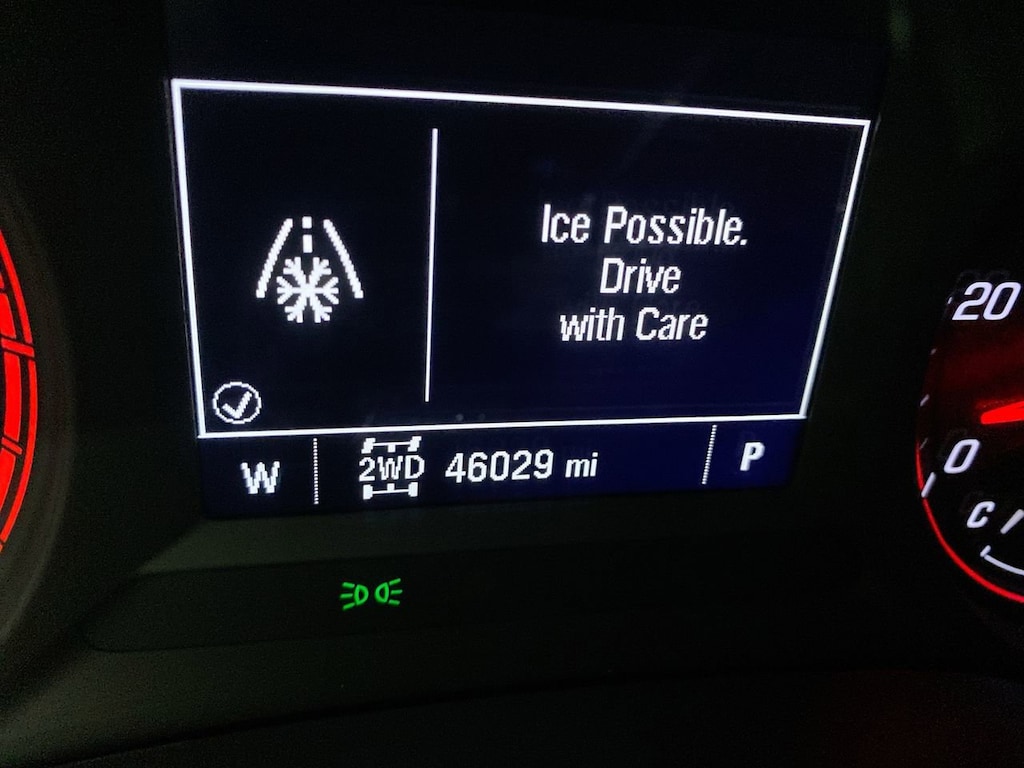 Ice Possible.
Drive
with Care
W 2WD 46029 mi P
20
0
C